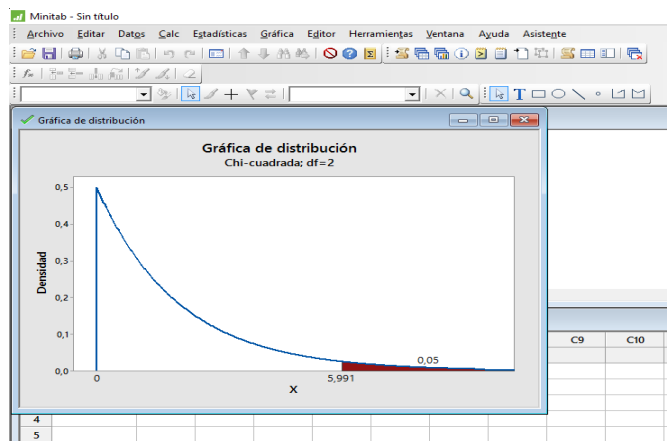 Minitab - Sin título
Archivo Editar Datos Calc Estadísticas Gráfica Editor Herramientas Ventana Ayuda Asistente
Gráfica de distribución
Gráfica de distribución
Chi-cuadrada; df=2
0,5
0,4
0,3
0,2
0,1
0,0
Densidad
0,05
0
5,991
X
C9 C10
4
5